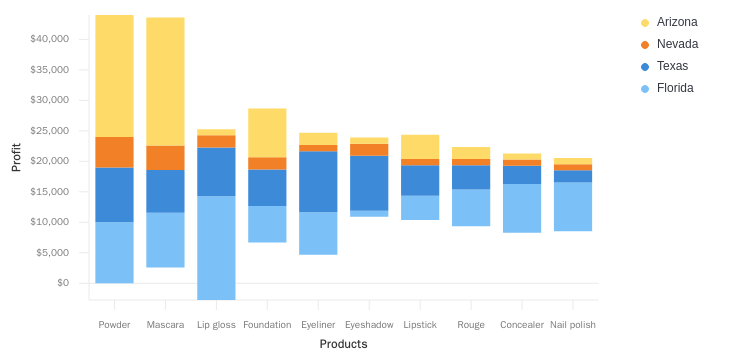 $40,000
$35,000
$30,000
$25,000
$20,000
$15,000
$10,000
$5,000
$0
Profit
Powder Mascara Lip gloss Foundation Eyeliner Eyeshadow Lipstick Rouge Concealer Nail polish
Products
Arizona
Nevada
Texas
Florida